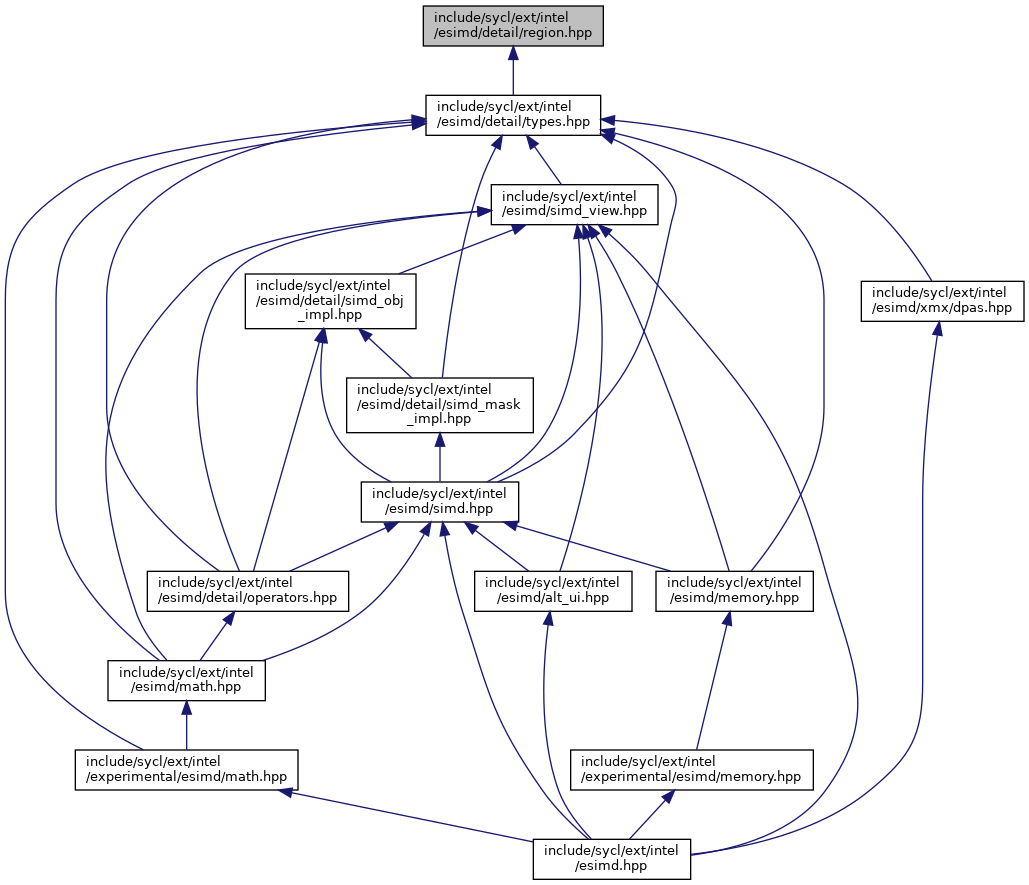 include/sycl/ext/intel
/esimd/detail/region.hpp
include/sycl/ext/intel
/esimd/detail/types.hpp
include/sycl/ext/intel
/esimd/simd_view.hpp
include/sycl/ext/intel
/esimd/detail/simd_obj
_impl.hpp
include/sycl/ext/intel
/esimd/xmx/dpas.hpp
include/sycl/ext/intel
/esimd/detail/simd_mask
_impl.hpp
include/sycl/ext/intel
/esimd/simd.hpp
include/sycl/ext/intel
/esimd/detail/operators.hpp
include/sycl/ext/intel
/esimd/alt_ui.hpp
include/sycl/ext/intel
/esimd/memory.hpp
include/sycl/ext/intel
/esimd/math.hpp
include/sycl/ext/intel
/experimental/esimd/math.hpp
include/sycl/ext/intel
/experimental/esimd/memory.hpp
include/sycl/ext/intel
/esimd.hpp